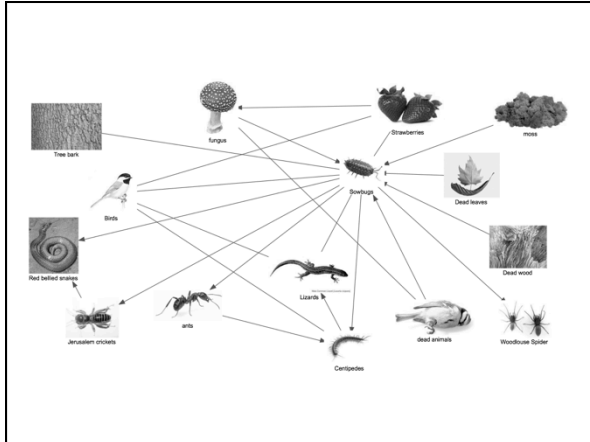 fungus
Strawberries
moss
Tree bark
Sowbugs
Birds
Dead leaves
Red bellied snakes
Dead wood
Lizards
Jerusalem crickets
ants
dead animals
Woodlouse Spider
Centipedes